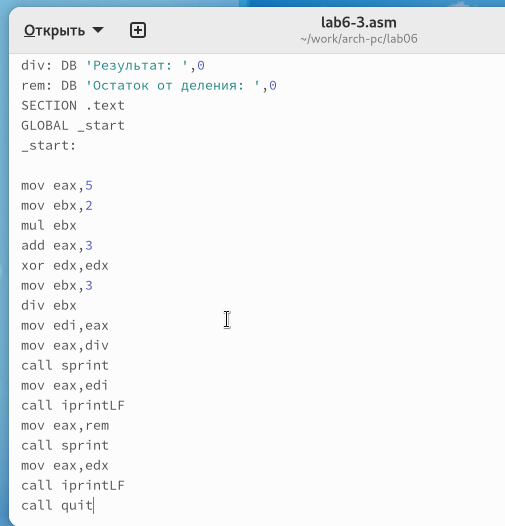 Открыть
lab6-3.asm
~/work/arch-pc/lab06
div: DB 'Результат: ',0
rem: DB 'Остаток от деления: ',0
SECTION .text
GLOBAL _start
_start:
mov eax,5
mov ebx,2
mul ebx
add eax,3
xor edx,edx
mov ebx,3
div ebx
mov edi,eax
mov eax,div
call sprint
mov eax,edi
call iprintLF
mov eax,rem
call sprint
mov eax,edx
call iprintLF
call quit